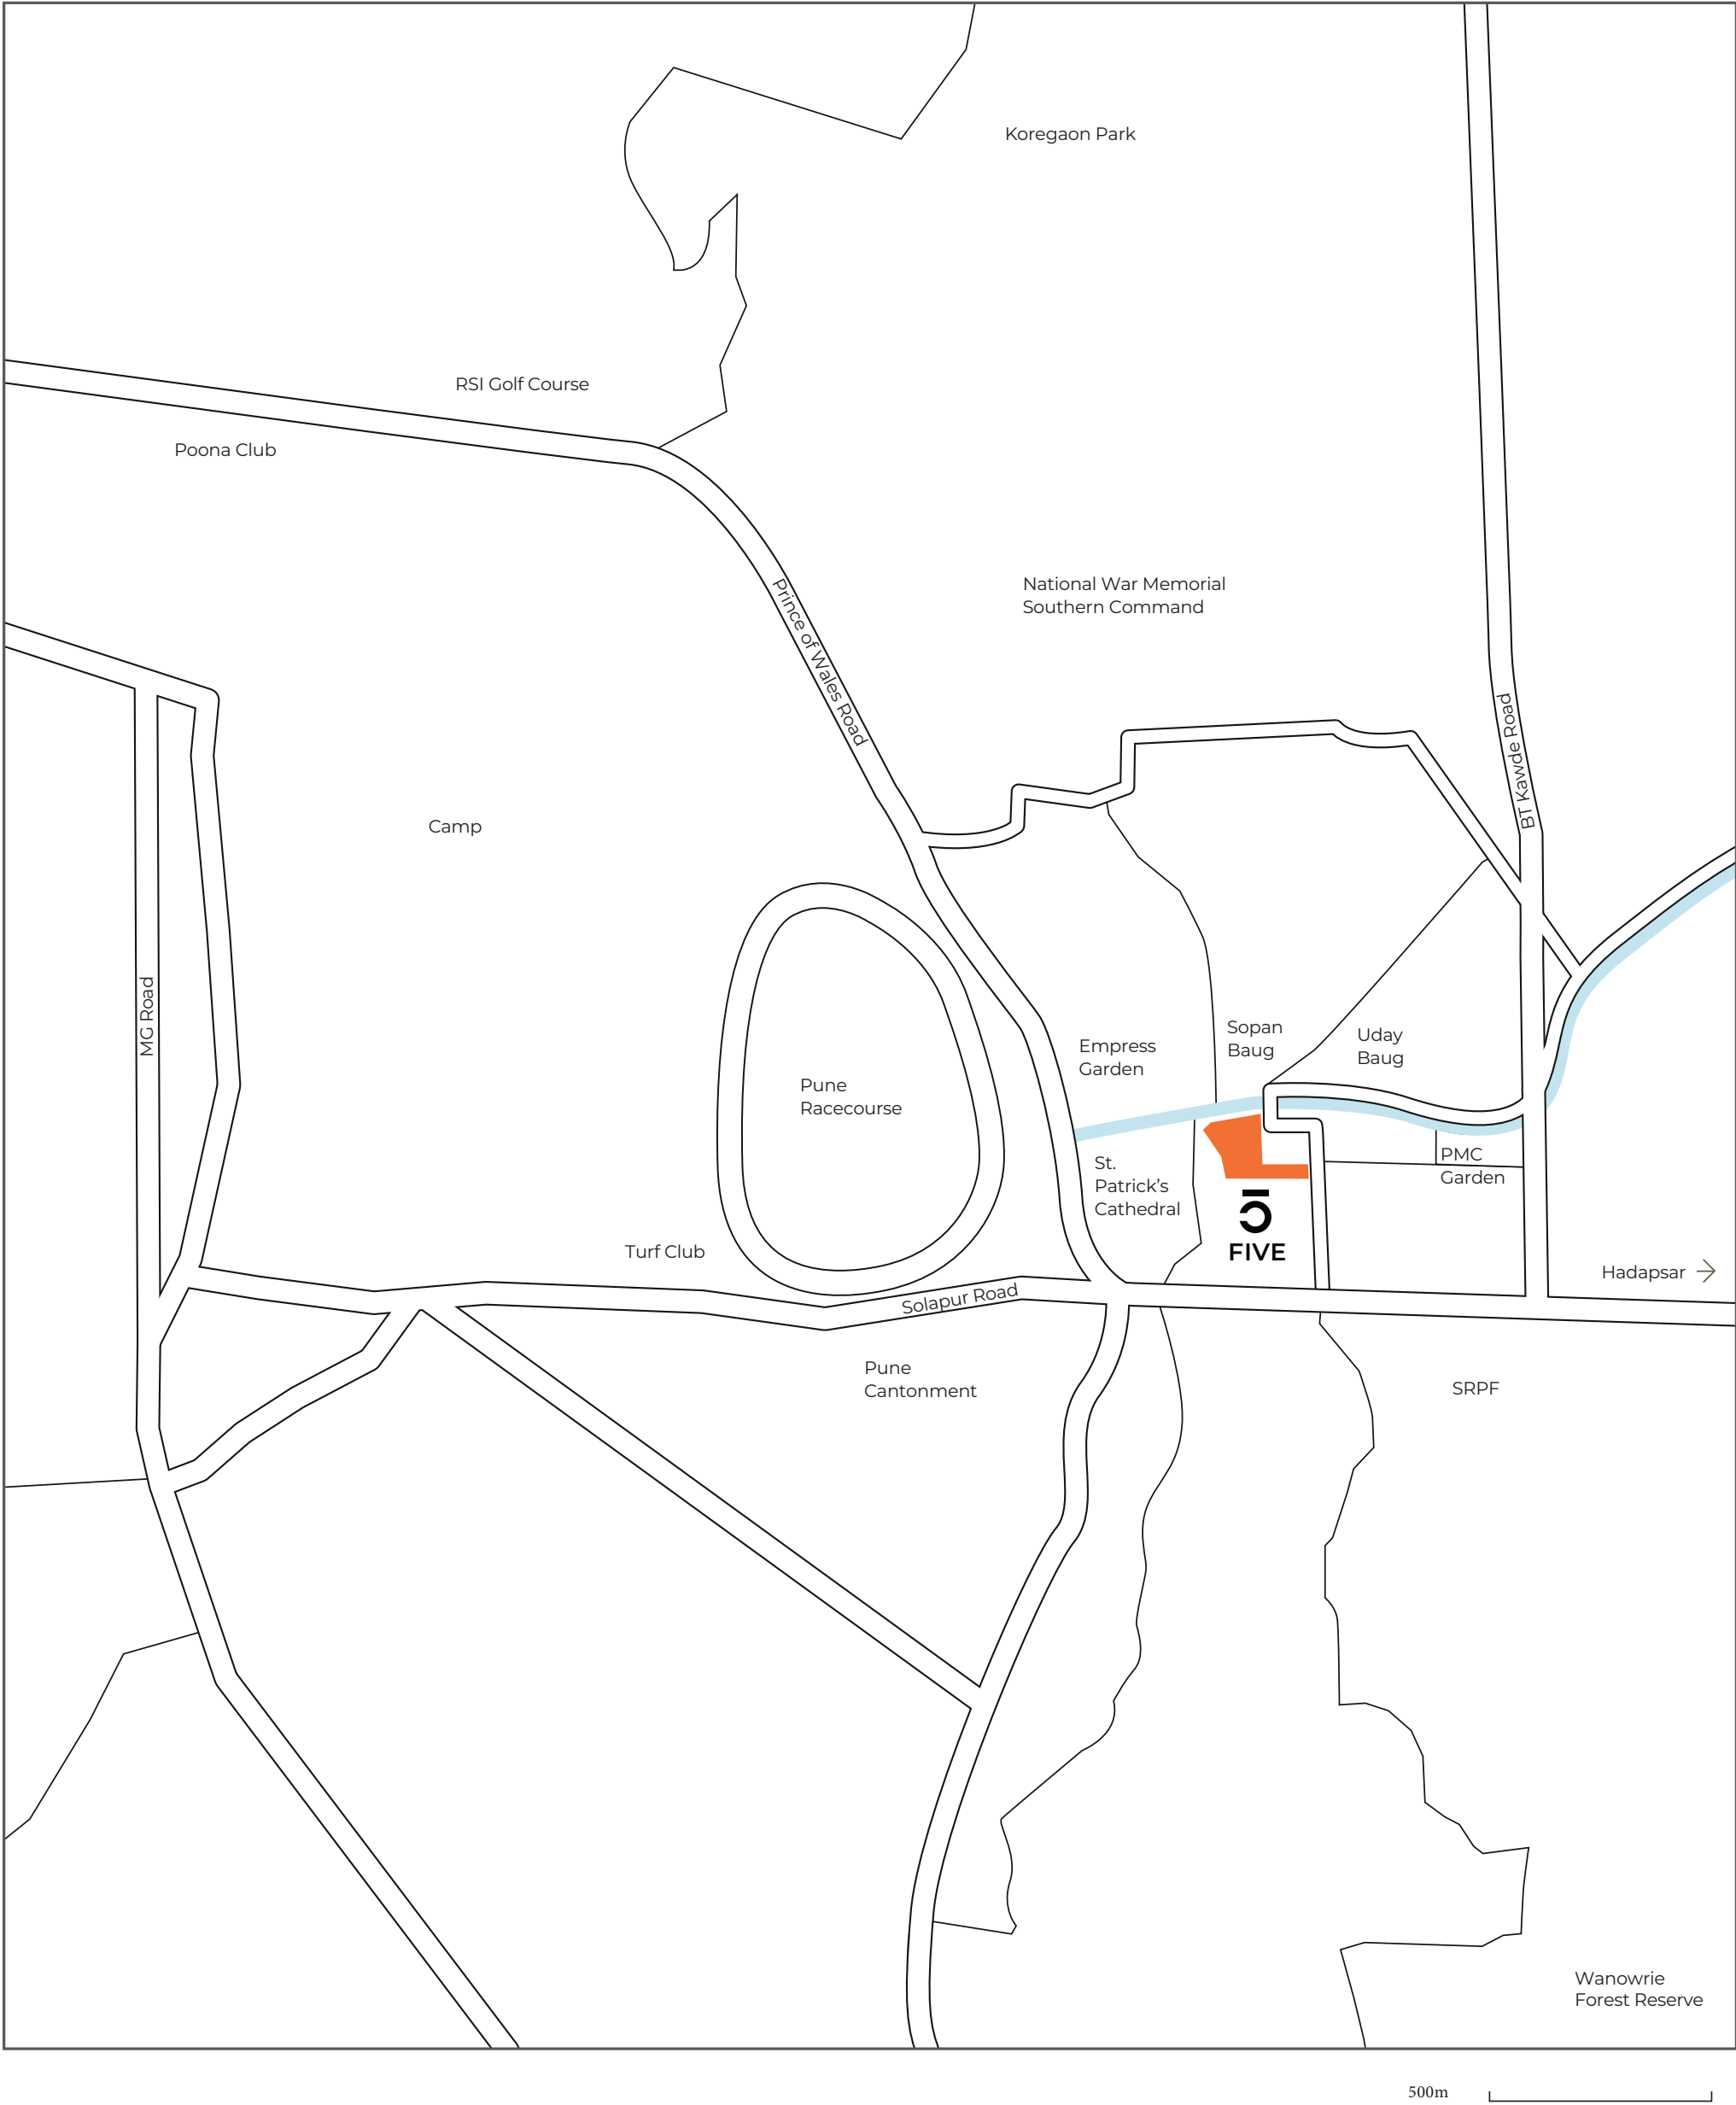 Koregaon Park
RSI Golf Course
Poona Club
National War Memorial
Southern Command
Prince of Wales Road
BT Kawde Road
Camp
MG Road
Sopan
Baug
Uday
Baug
Empress
Garden
Pune
Racecourse
PMC
Garden
St.
Patrick’s
Cathedral
FIVE
Turf Club
Hadapsar
Solapur Road
Pune
Cantonment
SRPF
Wanowrie
Forest Reserve
500m